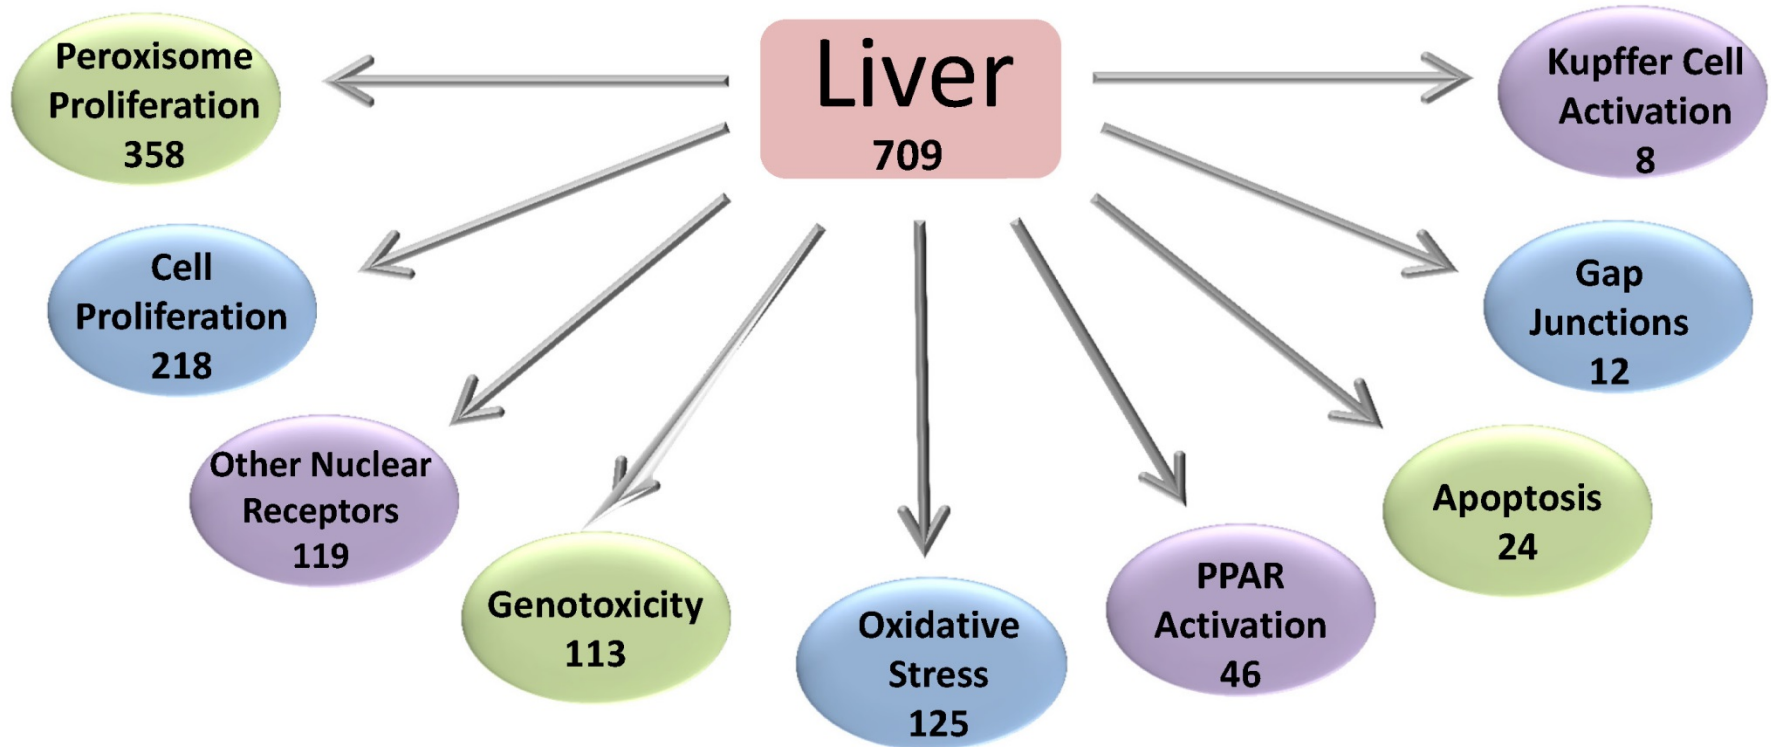 Liver
709
Peroxisome
Proliferation
358
Cell
Proliferation
218
Other Nuclear
Receptors
119
Genotoxicity
113
Oxidative
Stress
125
PPAR
Activation
46
Apoptosis
24
Gap
Junctions
12
Kupffer Cell
Activation
8